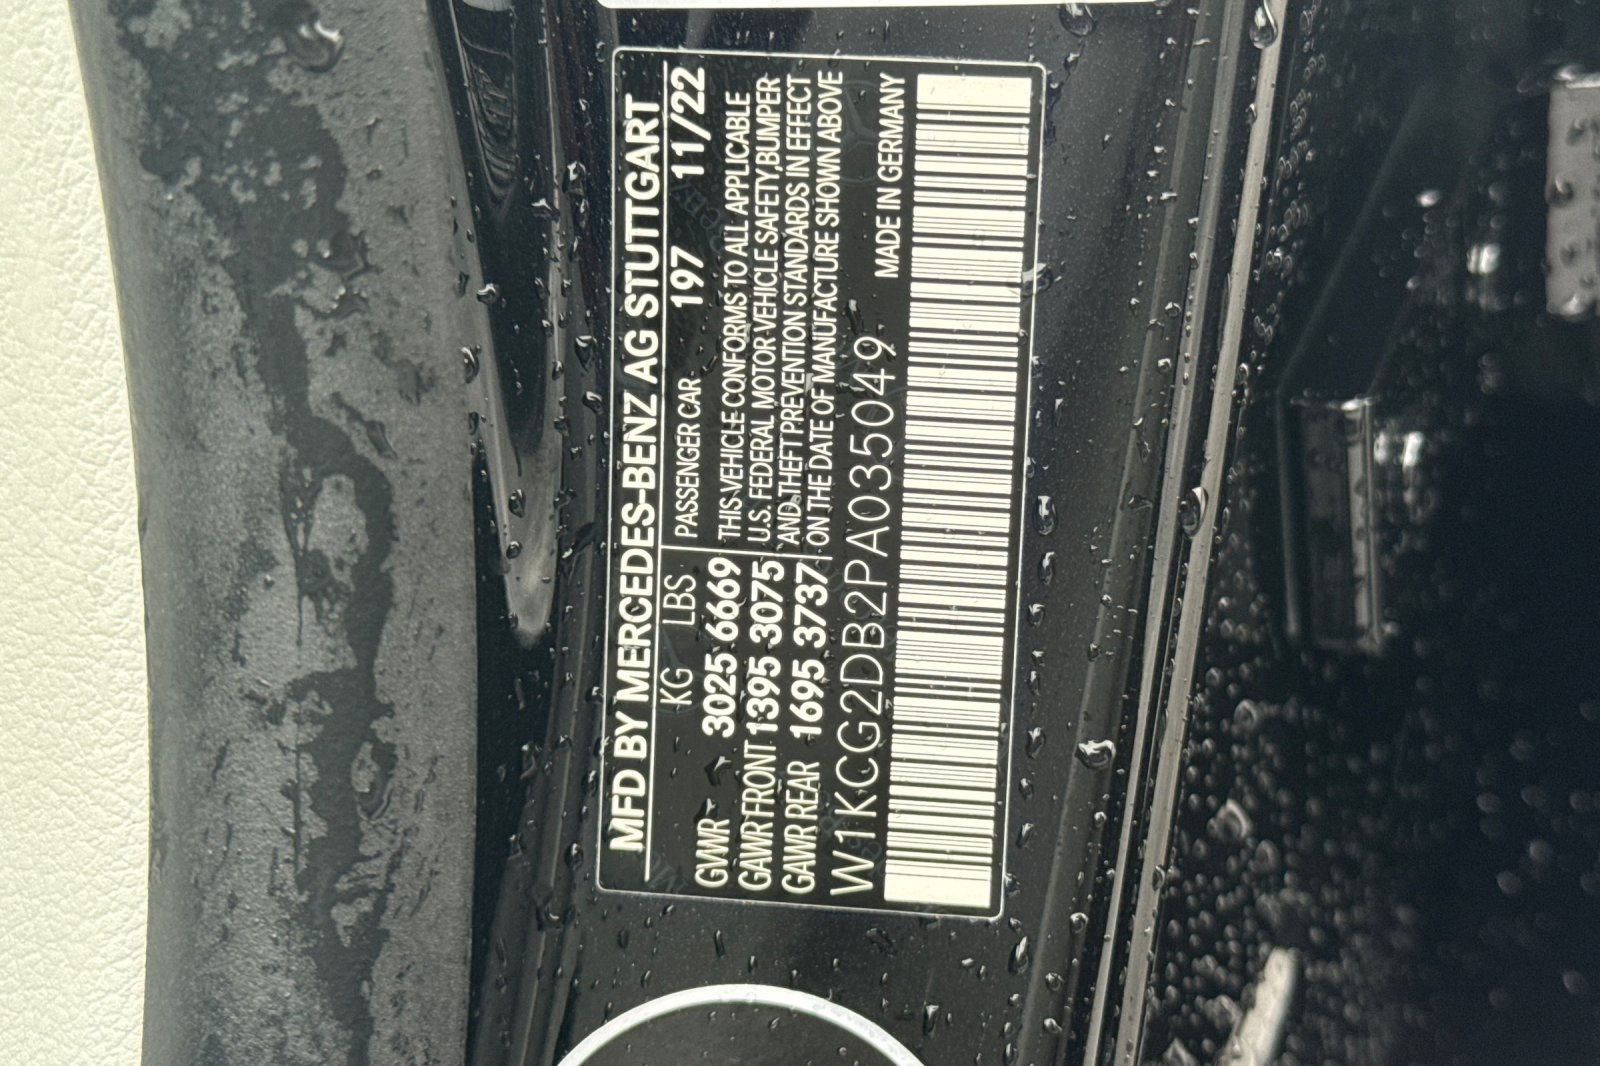 MFD BY MERCEDES-BENZ AG STUTTGART
KG LBS
PASSENGER CAR 197 11/22
GVWR 3025 6669
GAWR FRONT 1395 3075
GAWR REAR 1695 3737
THIS VEHICLE CONFORMS TO ALL APPLICABLE
U.S. FEDERAL MOTOR VEHICLE SAFETY,BUMPER
AND THEFT PREVENTION STANDARDS IN EFFECT
ON THE DATE OF MANUFACTURE SHOWN ABOVE
MADE IN GERMANY
W1KCG2DB2PA035049